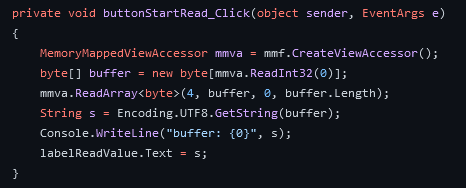 private void buttonStartRead_Click(object sender, EventArgs e)
{
    MemoryMappedViewAccessor mmva = mmf.CreateViewAccessor();
    byte[] buffer = new byte[mmva.ReadInt32(0)];
    mmva.ReadArray<byte>(4, buffer, 0, buffer.Length);
    String s = Encoding.UTF8.GetString(buffer);
    Console.WriteLine("buffer: {0}", s);
    labelReadValue.Text = s;
}